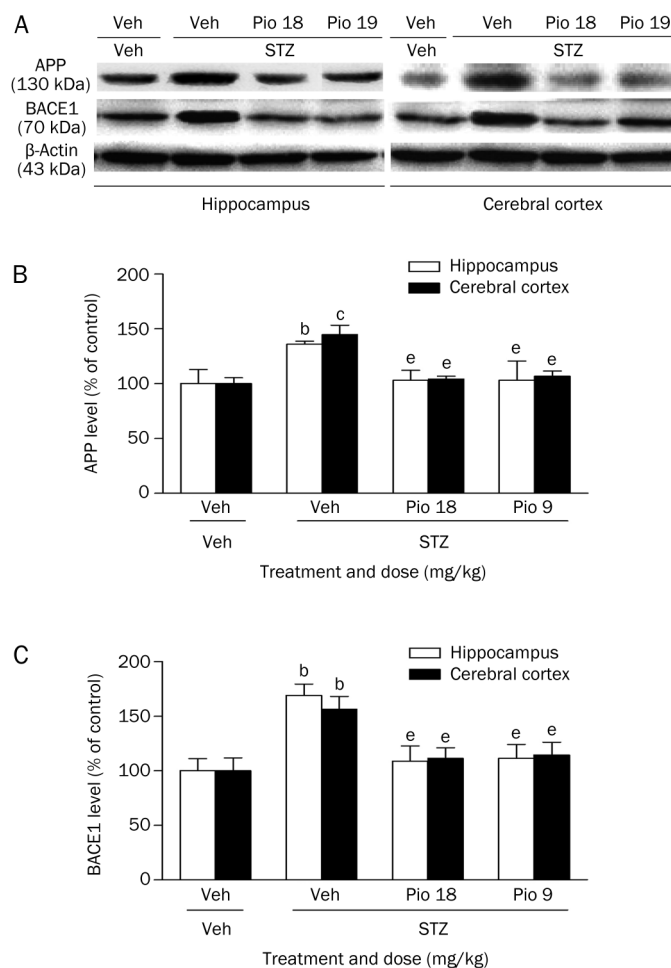 A
Veh Veh Pio 18 Pio 19 Veh Veh Pio 18 Pio 19
Veh STZ Veh STZ
APP
(130 kDa)
BACE1
(70 kDa)
β-Actin
(43 kDa)
Hippocampus Cerebral cortex
B
200
150
100
50
0
APP level (% of control)
Hippocampus
Cerebral cortex
b c e e e e
Veh Veh Pio 18 Pio 9
Veh STZ
Treatment and dose (mg/kg)
C
200
150
100
50
0
BACE1 level (% of control)
Hippocampus
Cerebral cortex
b b e e e e
Veh Veh Pio 18 Pio 9
Veh STZ
Treatment and dose (mg/kg)